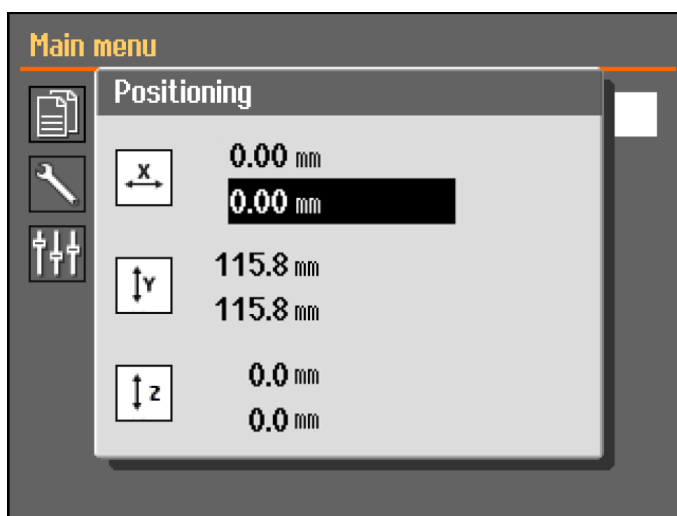 Main menu
Positioning
X
0.00 mm
0.00 mm
Y
115.8 mm
115.8 mm
Z
0.0 mm
0.0 mm